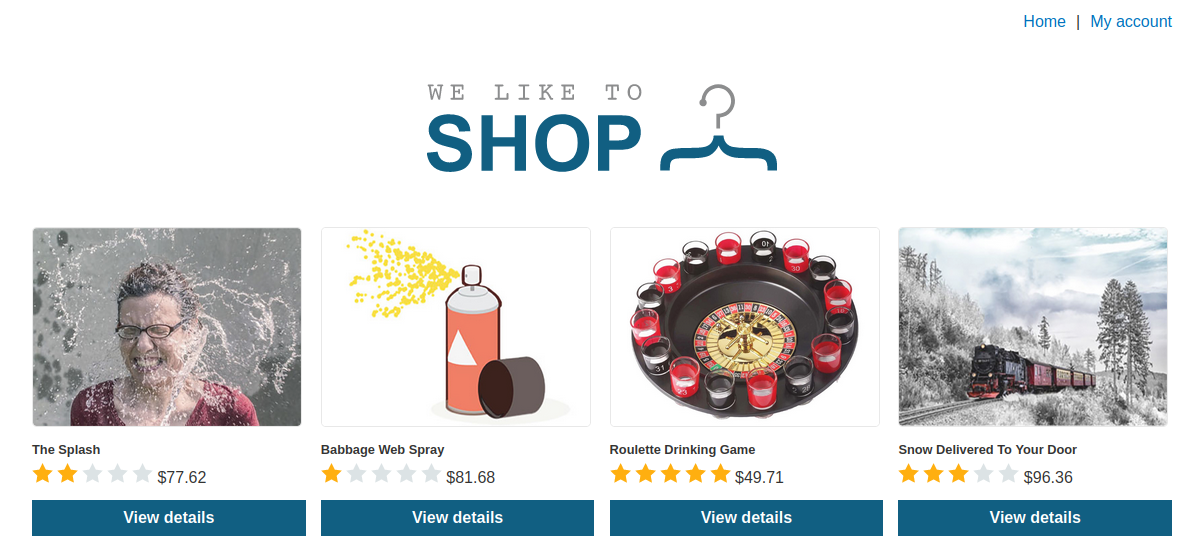 Home | My account
WE LIKE TO
SHOP
The Splash
$77.62
View details
Babbage Web Spray
$81.68
View details
Roulette Drinking Game
$49.71
View details
Snow Delivered To Your Door
$96.36
View details